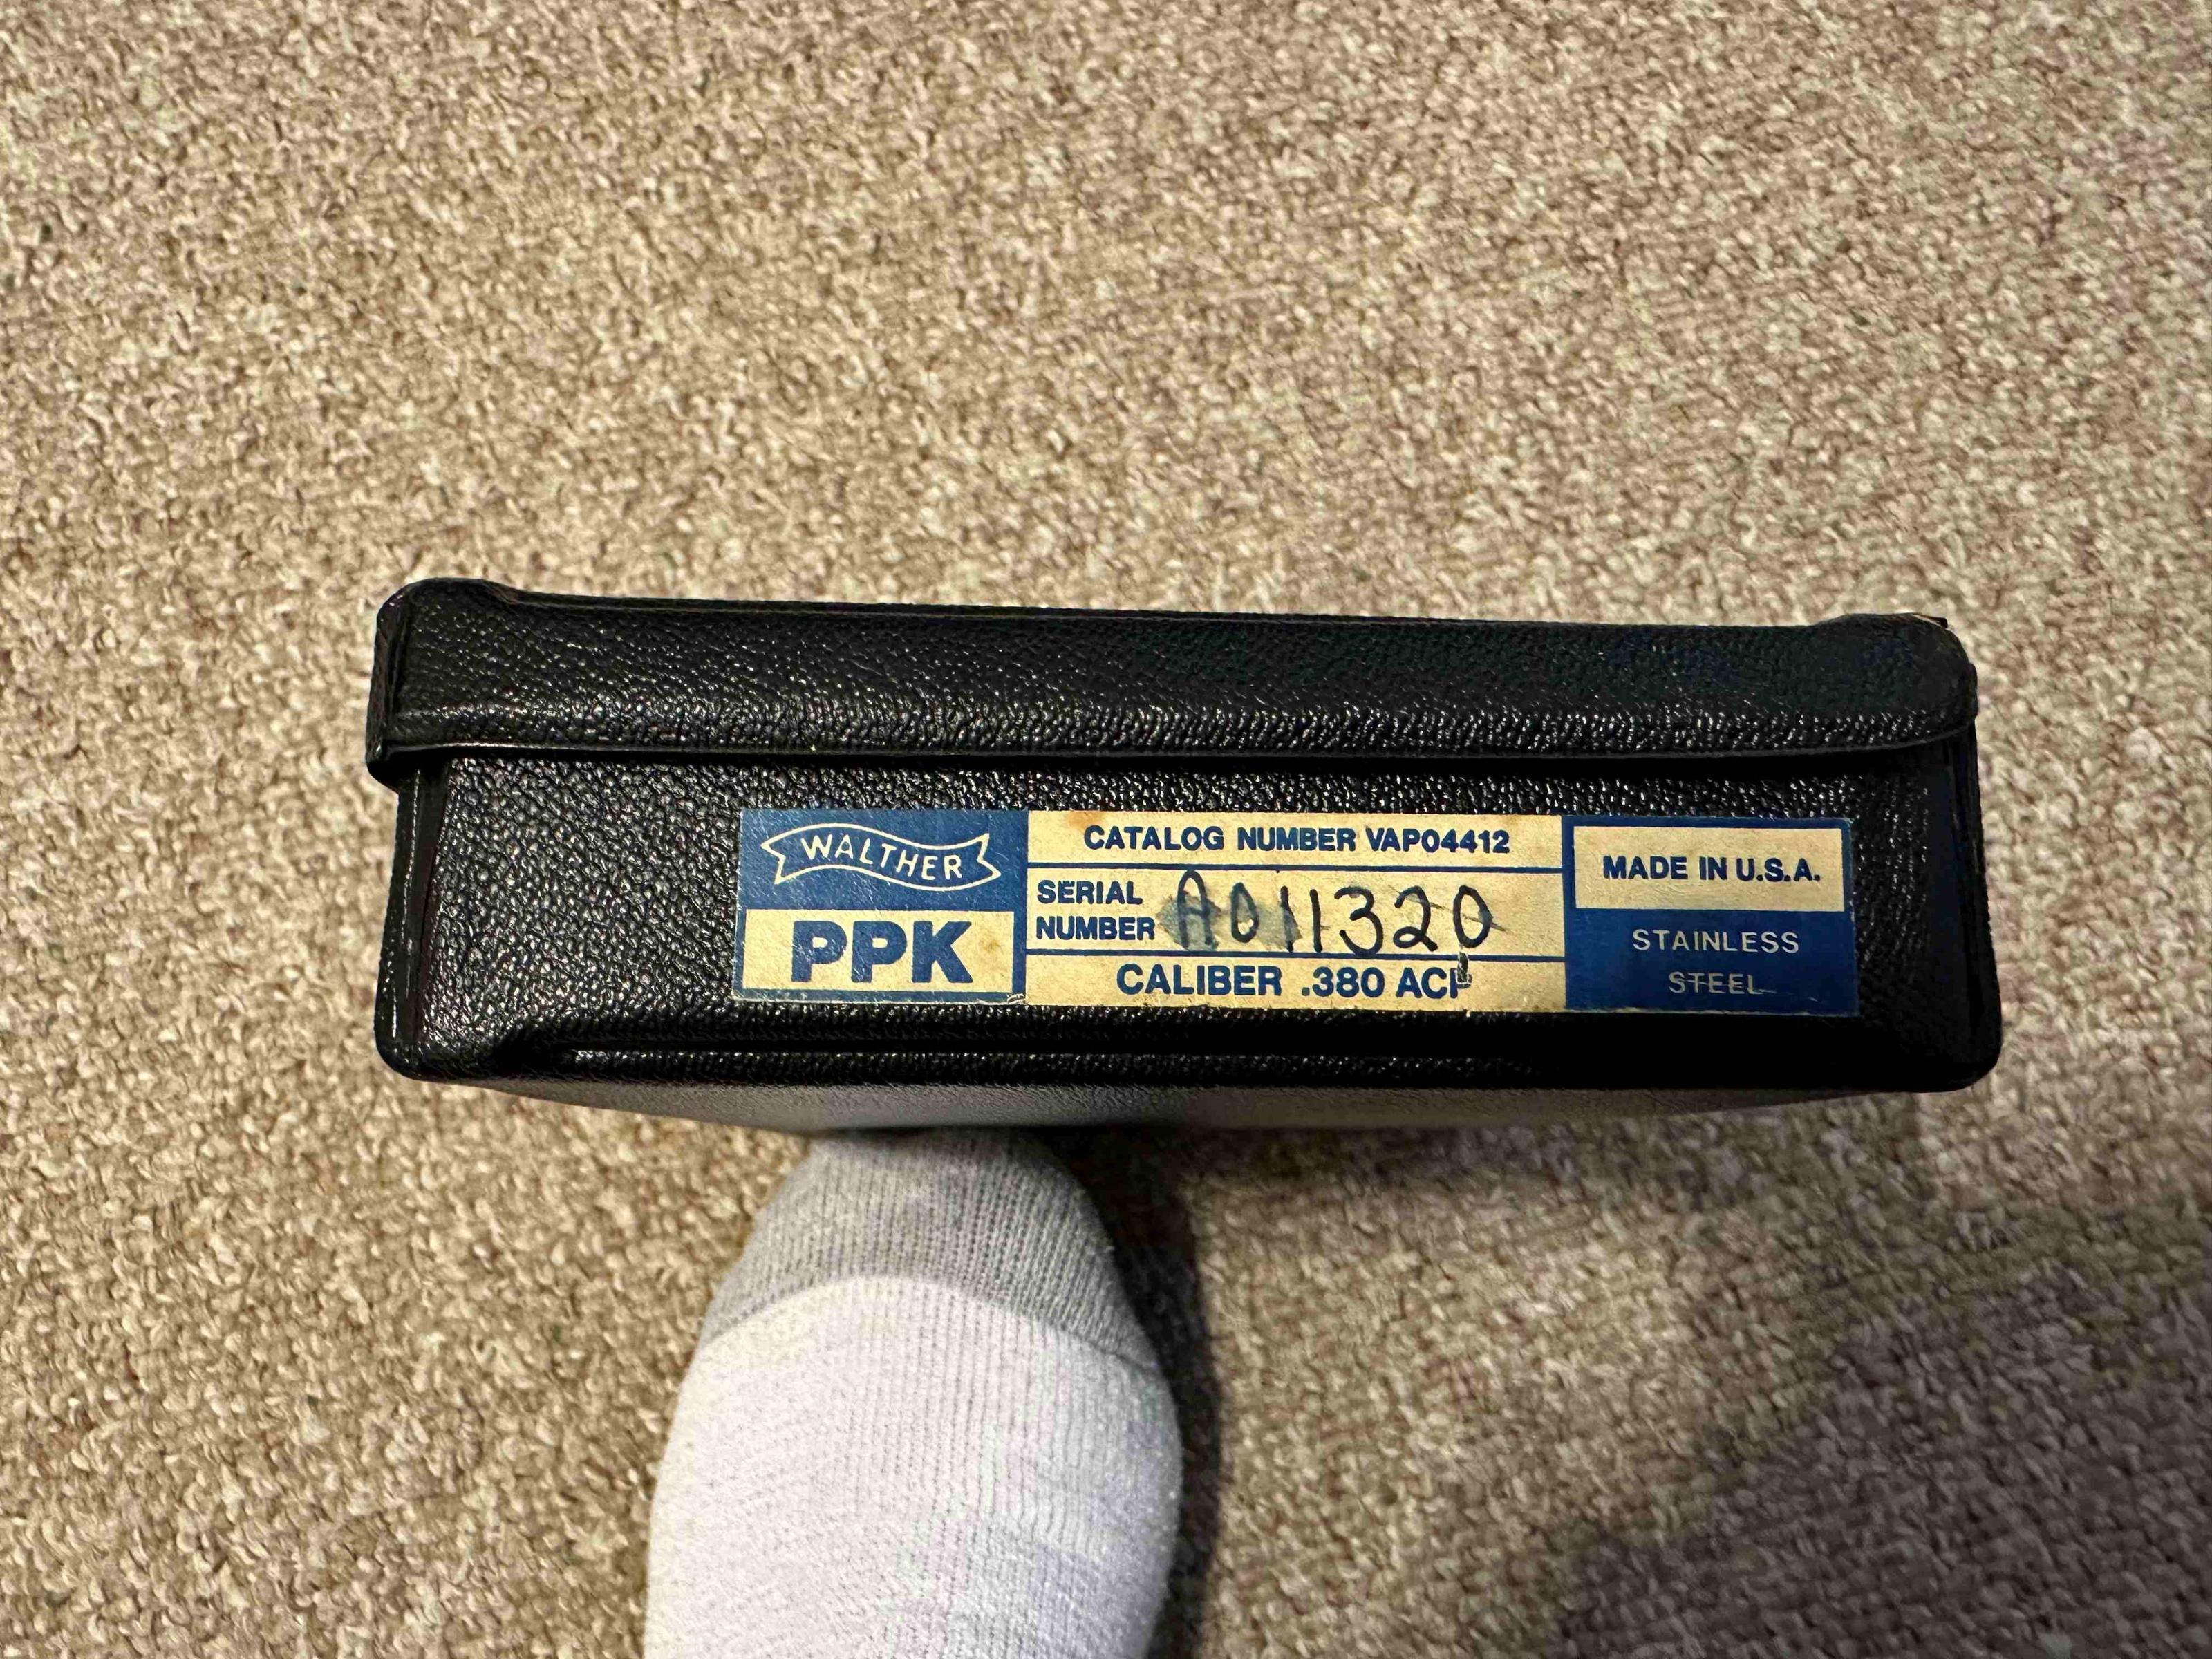 WALTHER
PPK
CATALOG NUMBER VAP04412
SERIAL
NUMBER A011320
CALIBER .380 ACP
MADE IN U.S.A.
STAINLESS
STEEL